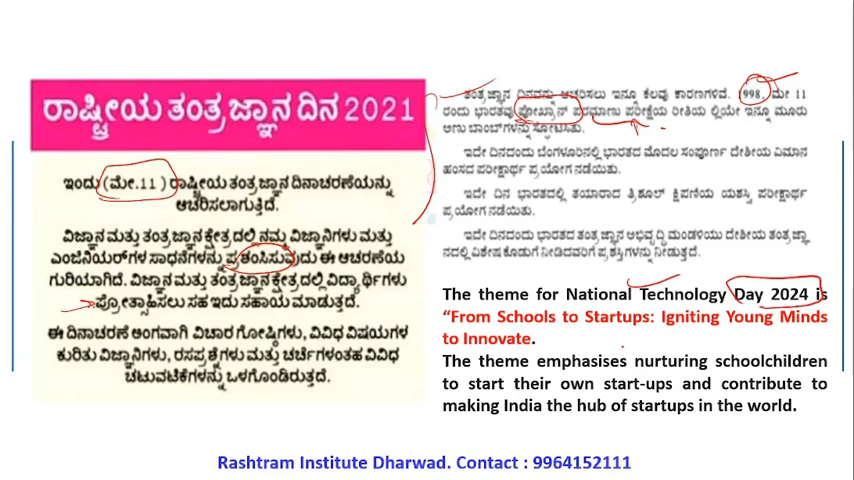 ರಾಷ್ಟ್ರೀಯ ತಂತ್ರಜ್ಞಾನ ದಿನ 2021
ಇಂದು (ಮೇ.11) ರಾಷ್ಟ್ರೀಯ ತಂತ್ರಜ್ಞಾನ ದಿನಾಚರಣೆಯನ್ನು
ಆಚರಿಸಲಾಗುತ್ತಿದೆ.
ವಿಜ್ಞಾನ ಮತ್ತು ತಂತ್ರಜ್ಞಾನ ಕ್ಷೇತ್ರದಲಿ ನಮ್ಮ ವಿಜ್ಞಾನಿಗಳು ಮತ್ತು
ಎಂಜಿನಿಯರ್‌ಗಳ ಸಾಧನೆಗಳನ್ನು ಪ್ರಶಂಸಿಸುವುದು ಈ ಆಚರಣೆಯ
ಗುರಿಯಾಗಿದೆ. ವಿಜ್ಞಾನ ಮತ್ತು ತಂತ್ರಜ್ಞಾನ ಕ್ಷೇತ್ರದಲ್ಲಿ ವಿದ್ಯಾರ್ಥಿಗಳು
ಪ್ರೋತ್ಸಾಹಿಸಲು ಸಹ ಇದು ಸಹಾಯ ಮಾಡುತ್ತದೆ.
ಈ ದಿನಾಚರಣೆ ಅಂಗವಾಗಿ ವಿಚಾರ ಗೋಷ್ಠಿಗಳು, ವಿವಿಧ ವಿಷಯಗಳ
ಕುರಿತು ವಿಜ್ಞಾನಿಗಳು, ರಸಪ್ರಶ್ನೆಗಳು ಮತ್ತು ಚರ್ಚೆಗಳಂತಹ ವಿವಿಧ
ಚಟುವಟಿಕೆಗಳನ್ನು ಒಳಗೊಂಡಿರುತ್ತದೆ.
ತಂತ್ರಜ್ಞಾನ ದಿನವನ್ನು ಆಚರಿಸಲು ಇನ್ನೂ ಕೆಲವು ಕಾರಣಗಳಿವೆ. 1998, ಮೇ 11
ರಂದು ಭಾರತವು ಪೋಖ್ರಾನ್ ಪರಮಾಣು ಪರೀಕ್ಷೆಯ ರೀತಿಯ ಲ್ಲಿಯೇ ಇನ್ನೂ ಮೂರು
ಅಣು ಬಾಂಬ್‌ಗಳನ್ನು ಸ್ಫೋಟಿಸಿತು.
ಇದೇ ದಿನದಂದು ಬೆಂಗಳೂರಿನಲ್ಲಿ ಭಾರತದ ಮೊದಲ ಸಂಪೂರ್ಣ ದೇಶೀಯ ವಿಮಾನ
ಹಂಸದ ಪರೀಕ್ಷಾರ್ಥ ಪ್ರಯೋಗ ನಡೆಯಿತು.
ಇದೇ ದಿನ ಭಾರತದಲ್ಲಿ ತಯಾರಾದ ತ್ರಿಶೂಲ್ ಕ್ಷಿಪಣಿಯ ಯಶಸ್ವಿ ಪರೀಕ್ಷಾರ್ಥ
ಪ್ರಯೋಗ ನಡೆಯಿತು.
ಇದೇ ದಿನದಂದು ಭಾರತದ ತಂತ್ರಜ್ಞಾನ ಅಭಿವೃದ್ಧಿ ಮಂಡಳಿಯು ದೇಶೀಯ ತಂತ್ರಜ್ಞಾ
ನದಲ್ಲಿ ವಿಶೇಷ ಕೊಡುಗೆ ನೀಡಿದವರಿಗೆ ಪ್ರಶಸ್ತಿಗಳನ್ನು ನೀಡುತ್ತದೆ.
The theme for National Technology Day 2024 is
“From Schools to Startups: Igniting Young Minds
to Innovate.
The theme emphasises nurturing schoolchildren
to start their own start-ups and contribute to
making India the hub of startups in the world.
Rashtram Institute Dharwad. Contact : 9964152111